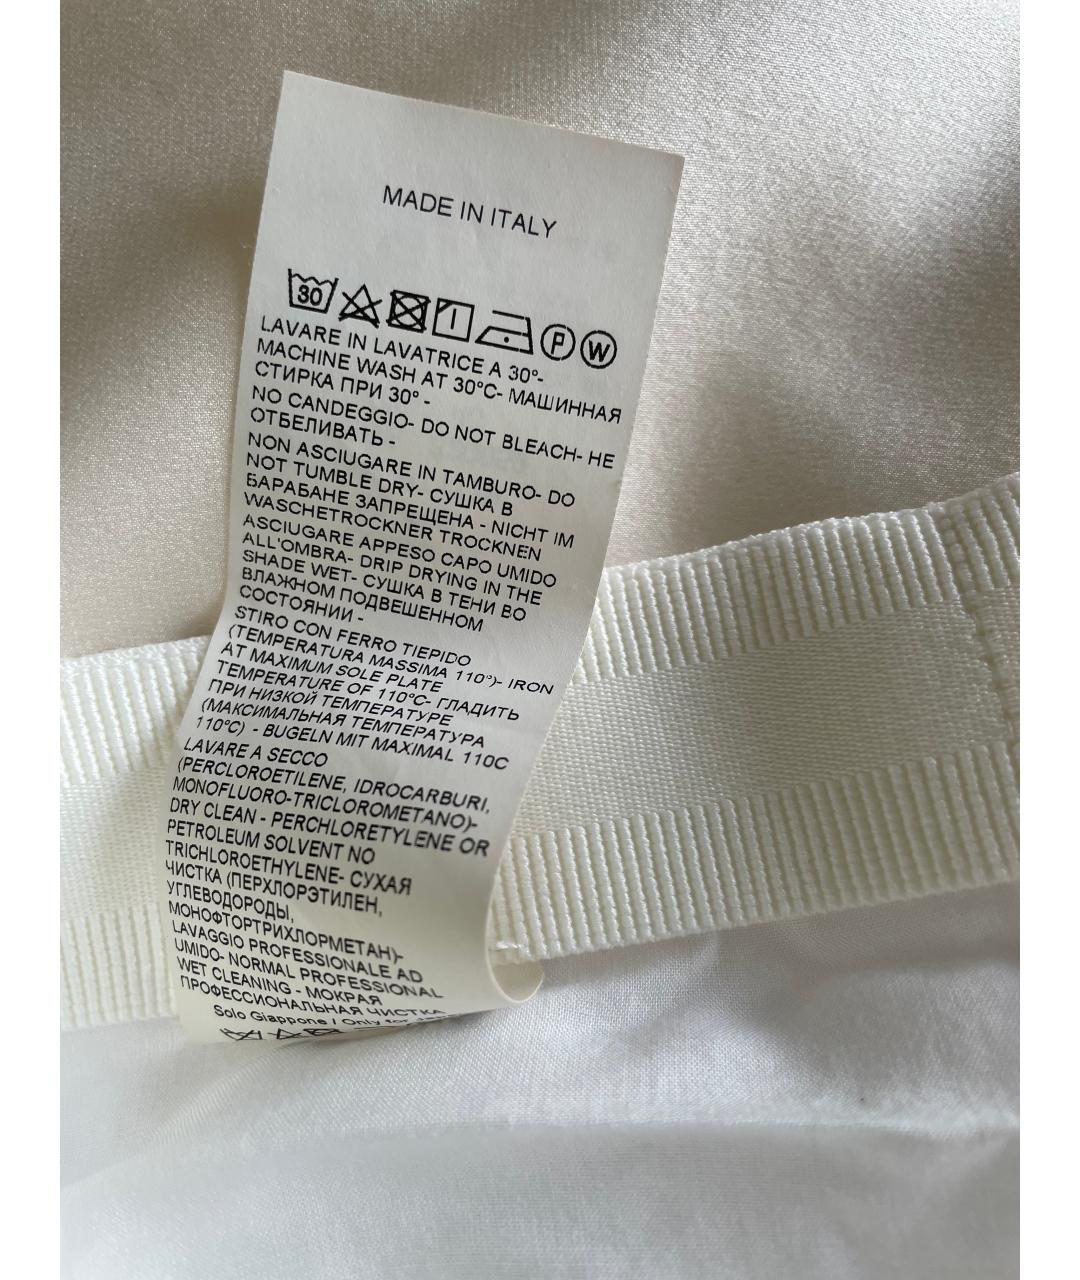 MADE IN ITALY
30 P W
LAVARE IN LAVATRICE A 30°-
MACHINE WASH AT 30°C- МАШИННАЯ
СТИРКА ПРИ 30° -
NO CANDEGGIO- DO NOT BLEACH- НЕ
ОТБЕЛИВАТЬ -
NON ASCIUGARE IN TAMBURO- DO
NOT TUMBLE DRY- СУШКА В
БАРАБАНЕ ЗАПРЕЩЕНА - NICHT IM
WASCHETROCKNER TROCKNEN
ASCIUGARE APPESO CAPO UMIDO
ALL'OMBRA- DRIP DRYING IN THE
SHADE WET- СУШКА В ТЕНИ ВО
ВЛАЖНОМ ПОДВЕШЕННОМ
СОСТОЯНИИ -
STIRO CON FERRO TIEPIDO
(TEMPERATURA MASSIMA 110°)- IRON
AT MAXIMUM SOLE PLATE
TEMPERATURE OF 110°C- ГЛАДИТЬ
ПРИ НИЗКОЙ ТЕМПЕРАТУРЕ
(МАКСИМАЛЬНАЯ ТЕМПЕРАТУРА
110°C) - BUGELN MIT MAXIMAL 110C
LAVARE A SECCO
(PERCLOROETILENE, IDROCARBURI,
MONOFLUORO-TRICLOROMETANO)-
DRY CLEAN - PERCHLORETYLENE OR
PETROLEUM SOLVENT NO
TRICHLOROETHYLENE- СУХАЯ
ЧИСТКА (ПЕРХЛОРЭТИЛЕН,
УГЛЕВОДОРОДЫ,
МОНОФТОРТРИХЛОРМЕТАН)-
LAVAGGIO PROFESSIONALE AD
UMIDO- NORMAL PROFESSIONAL
WET CLEANING - МОКРАЯ
ПРОФЕССИОНАЛЬНАЯ ЧИСТКА
Solo Giappone / Only for